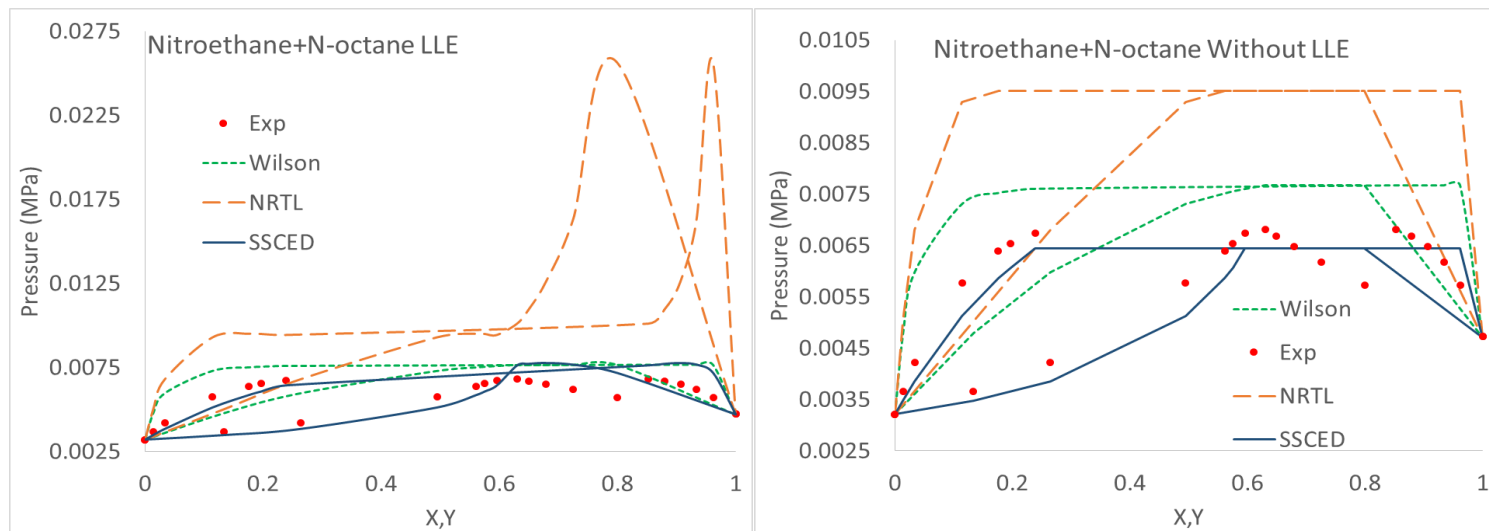 Nitroethane+N-octane LLE
Pressure (MPa)
0.0275
0.0225
0.0175
0.0125
0.0075
0.0025
Exp
Wilson
NRTL
SSCED
0
0.2
0.4
0.6
0.8
1
X,Y
Nitroethane+N-octane Without LLE
Pressure (MPa)
0.0105
0.0095
0.0085
0.0075
0.0065
0.0055
0.0045
0.0035
0.0025
Wilson
Exp
NRTL
SSCED
0
0.2
0.4
0.6
0.8
1
X,Y